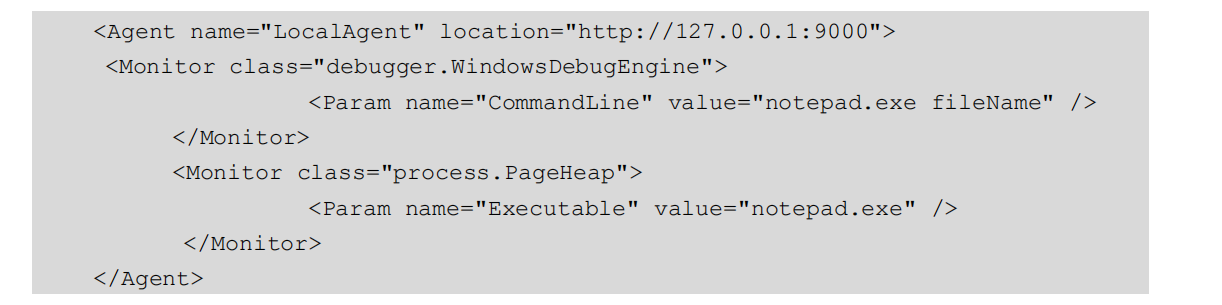 <Agent name="LocalAgent" location="http://127.0.0.1:9000">
<Monitor class="debugger.WindowsDebugEngine">
<Param name="CommandLine" value="notepad.exe fileName" />
</Monitor>
<Monitor class="process.PageHeap">
<Param name="Executable" value="notepad.exe" />
</Monitor>
</Agent>